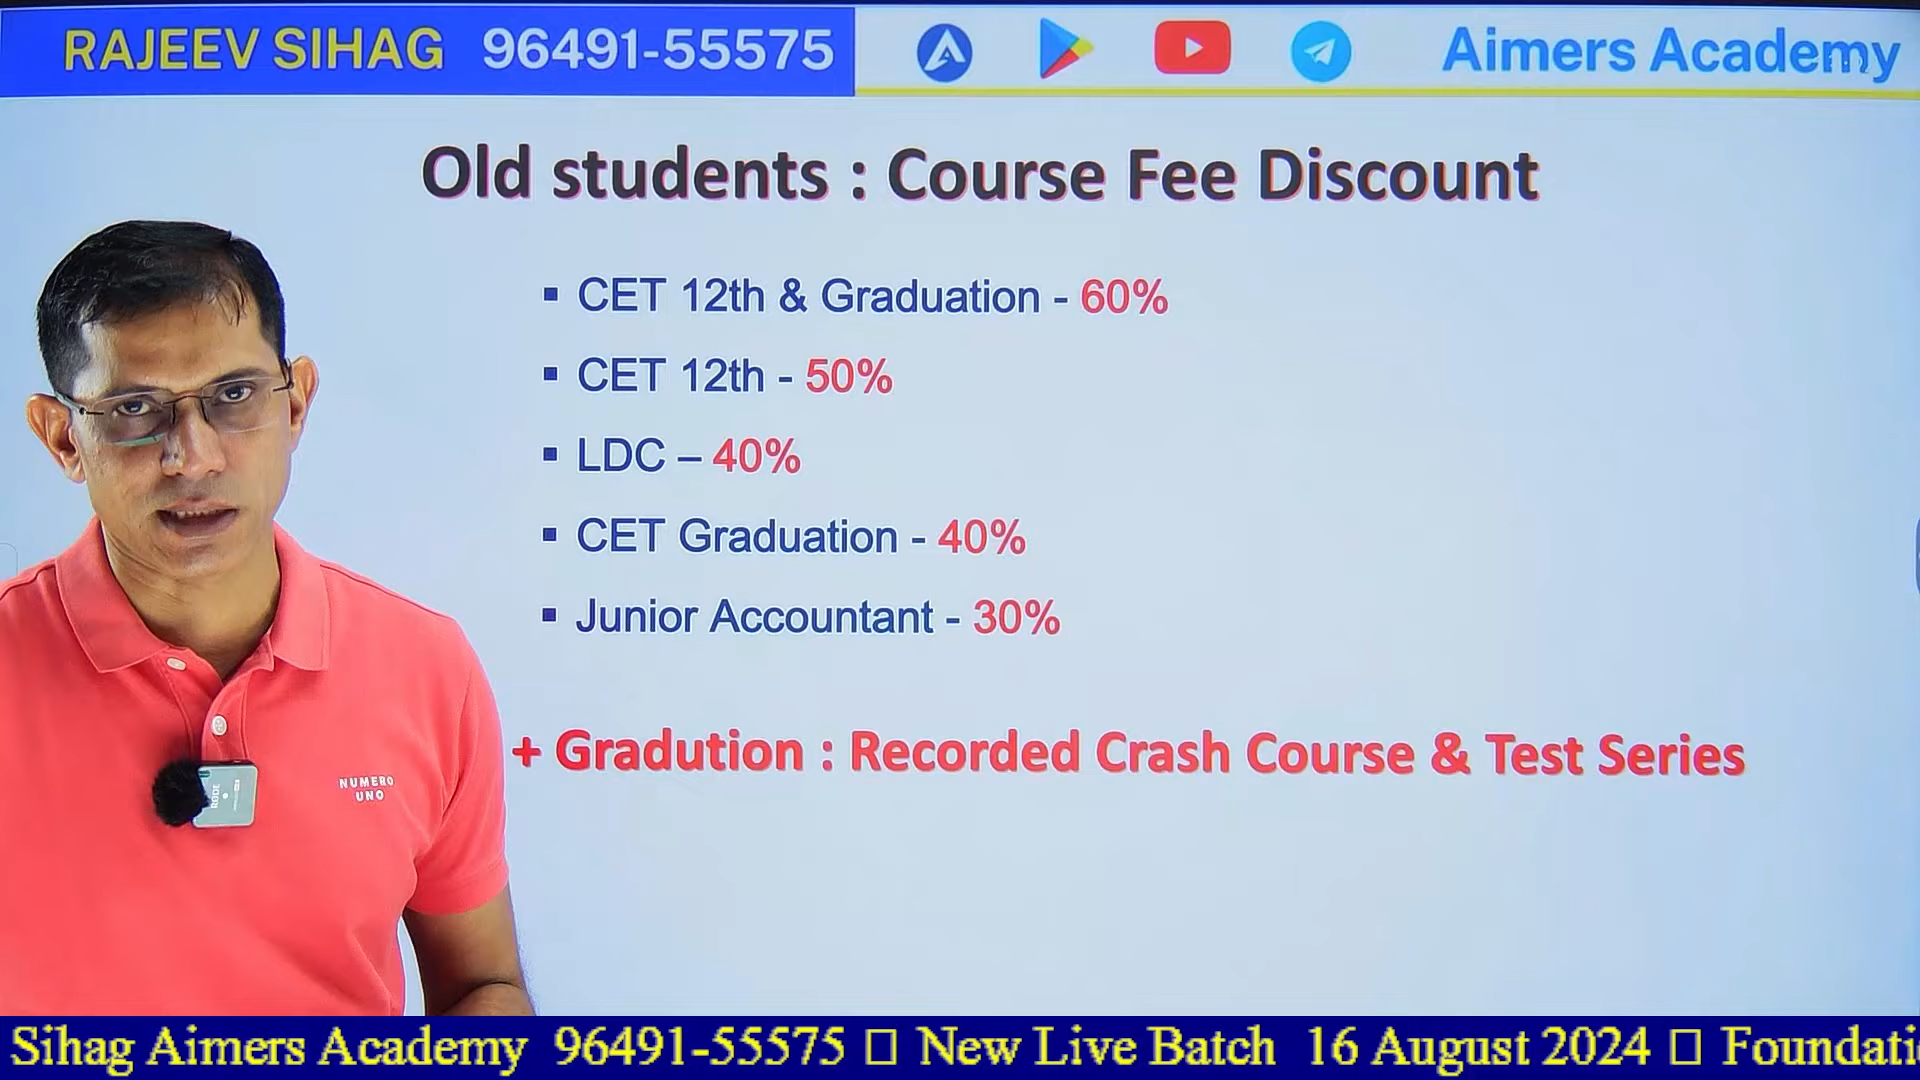 RAJEEV SIHAG 96491-55575 Aimers Academy
Old students : Course Fee Discount
▪ CET 12th & Graduation - 60%
▪ CET 12th - 50%
▪ LDC – 40%
▪ CET Graduation - 40%
▪ Junior Accountant - 30%
+ Gradution : Recorded Crash Course & Test Series
NUMERO
UNO
RØDE
Sihag Aimers Academy 96491-55575 □ New Live Batch 16 August 2024 □ Foundati